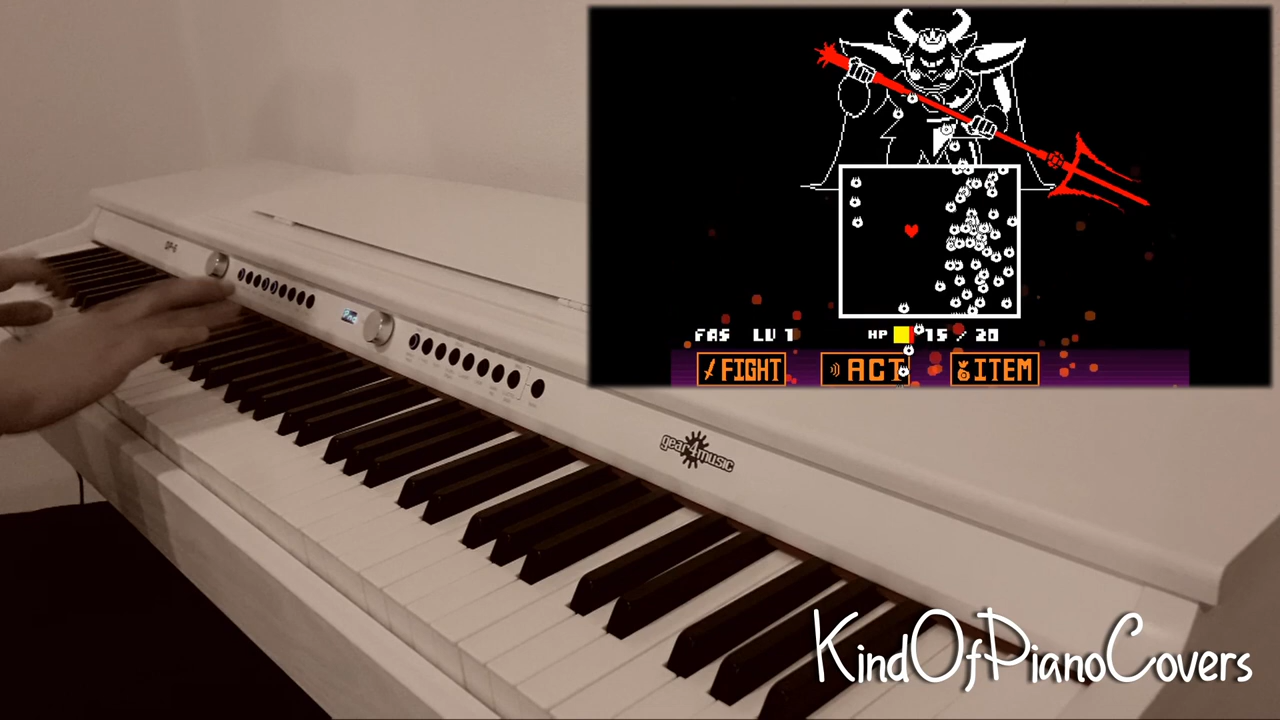 FAS LV 1 HP 15 / 20
FIGHT ACT ITEM
gear4music
KindOfPianoCovers